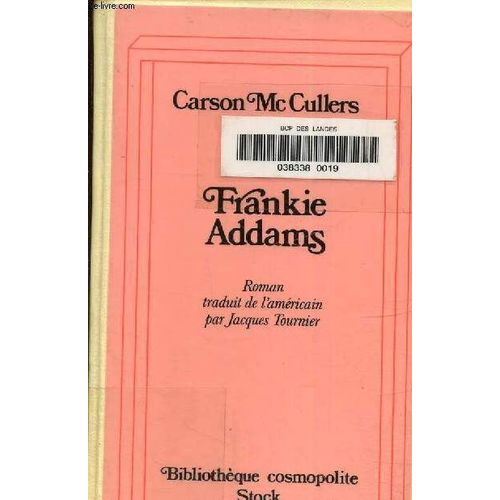 e-livre.com
Carson McCullers
BCP DES LANDES
038338 0019
Frankie
Addams
Roman
traduit de l'américain
par Jacques Tournier
Bibliothèque cosmopolite
Stock